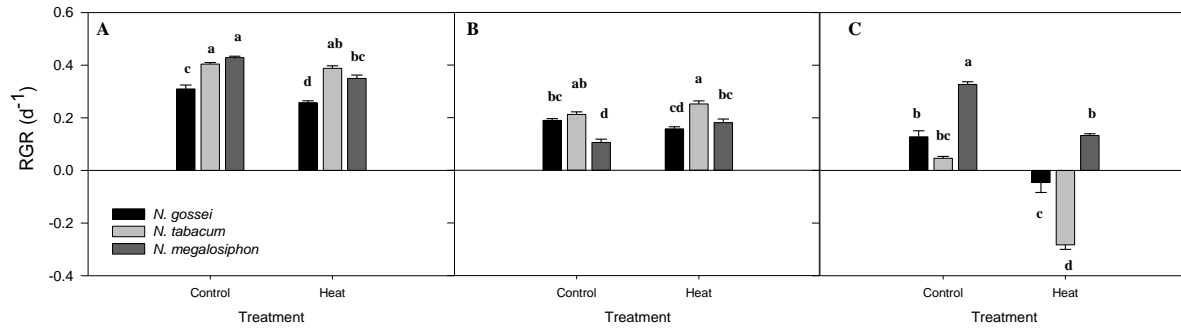 0.6
0.4
0.2
0.0
-0.2
-0.4
RGR (d-1)
A
c
a
a
d
ab
bc
N. gossei
N. tabacum
N. megalosiphon
Control
Heat
Treatment
B
bc
ab
d
cd
a
bc
Control
Heat
Treatment
C
b
bc
a
c
d
b
Control
Heat
Treatment